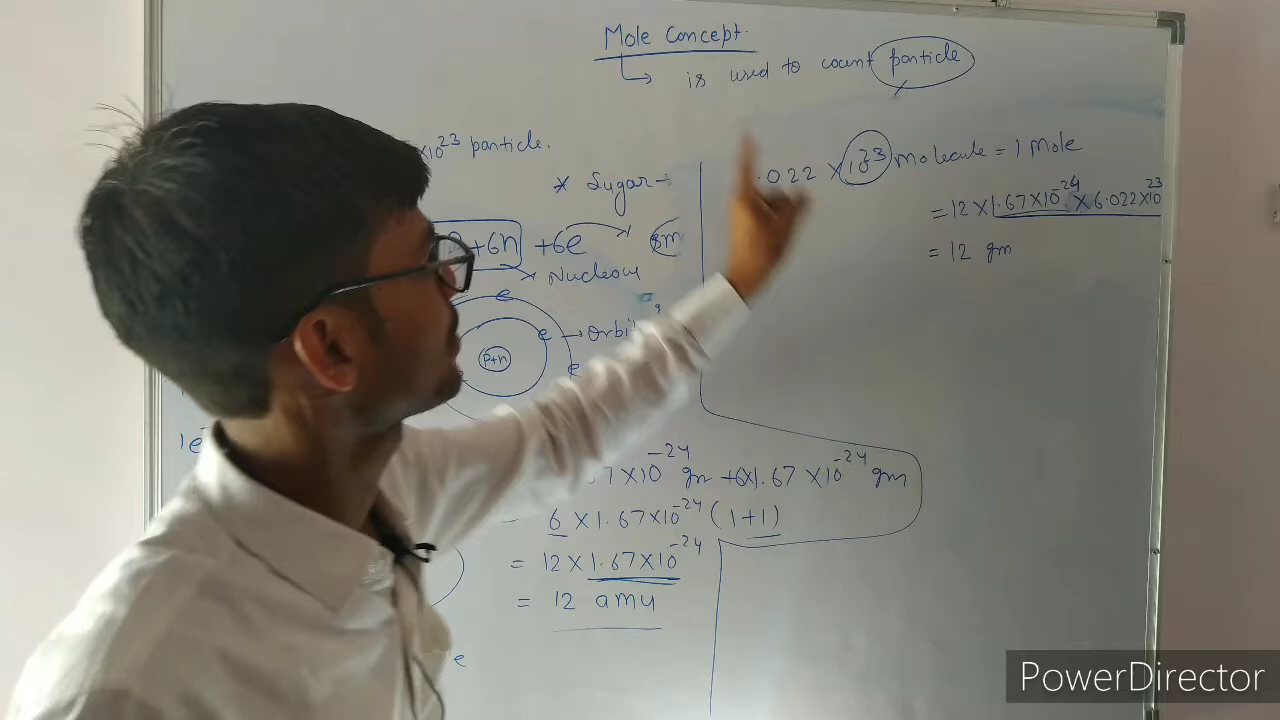 Mole Concept.
is used to count particle
×10²³ particle.
* Sugar →
.022 × 10²³ molecule = 1 Mole
= 12 × 1.67×10⁻²⁴ × 6.022×10²³
= 12 gm
+6n +6e
Nucleous
e
e → Orbit
p+n
e
1e⁻
7×10⁻²⁴ gm + 6×1.67 ×10⁻²⁴ gm
6 × 1.67×10⁻²⁴ (1+1)
= 12 × 1.67×10⁻²⁴
= 12 amu
e
PowerDirector